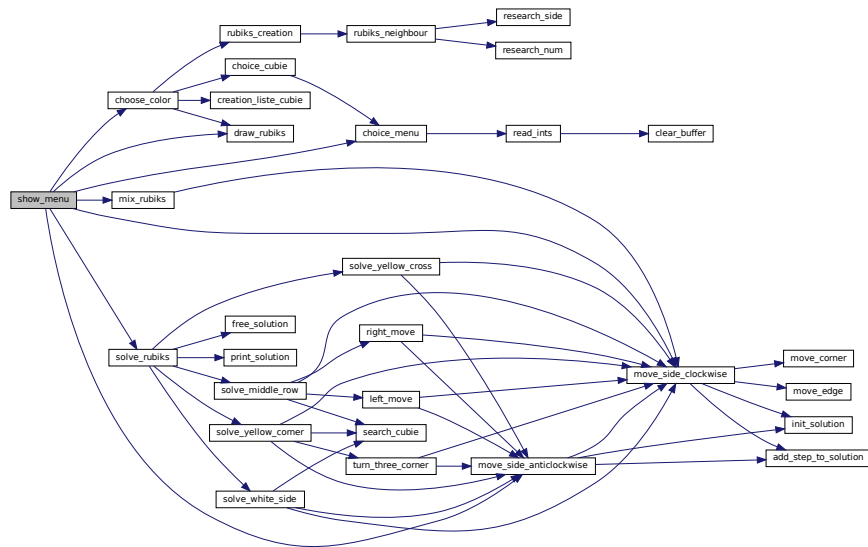 research_side
rubiks_creation
rubiks_neighbour
research_num
choice_cubie
choose_color
creation_liste_cubie
draw_rubiks
choice_menu
read_ints
clear_buffer
show_menu
mix_rubiks
solve_yellow_cross
free_solution
right_move
solve_rubiks
print_solution
move_corner
move_side_clockwise
solve_middle_row
move_edge
left_move
init_solution
solve_yellow_corner
search_cubie
add_step_to_solution
turn_three_corner
move_side_anticlockwise
solve_white_side